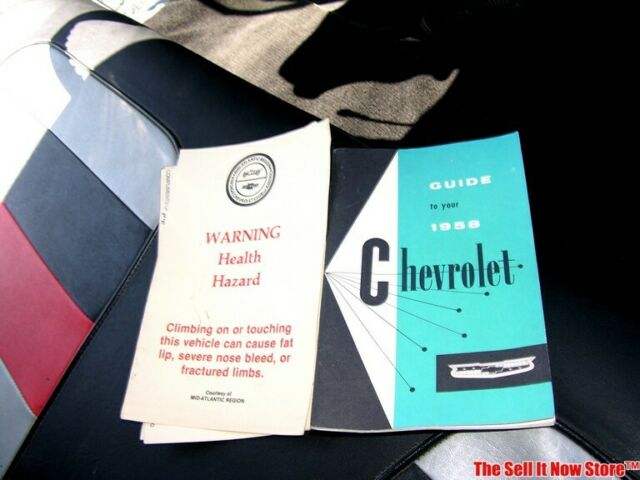 WARNING
Health
Hazard
Climbing on or touching
this vehicle can cause fat
lip, severe nose bleed, or
fractured limbs.
Courtesy of
MID-ATLANTIC REGION
GUIDE
to your
1958
Chevrolet
The Sell It Now Store™